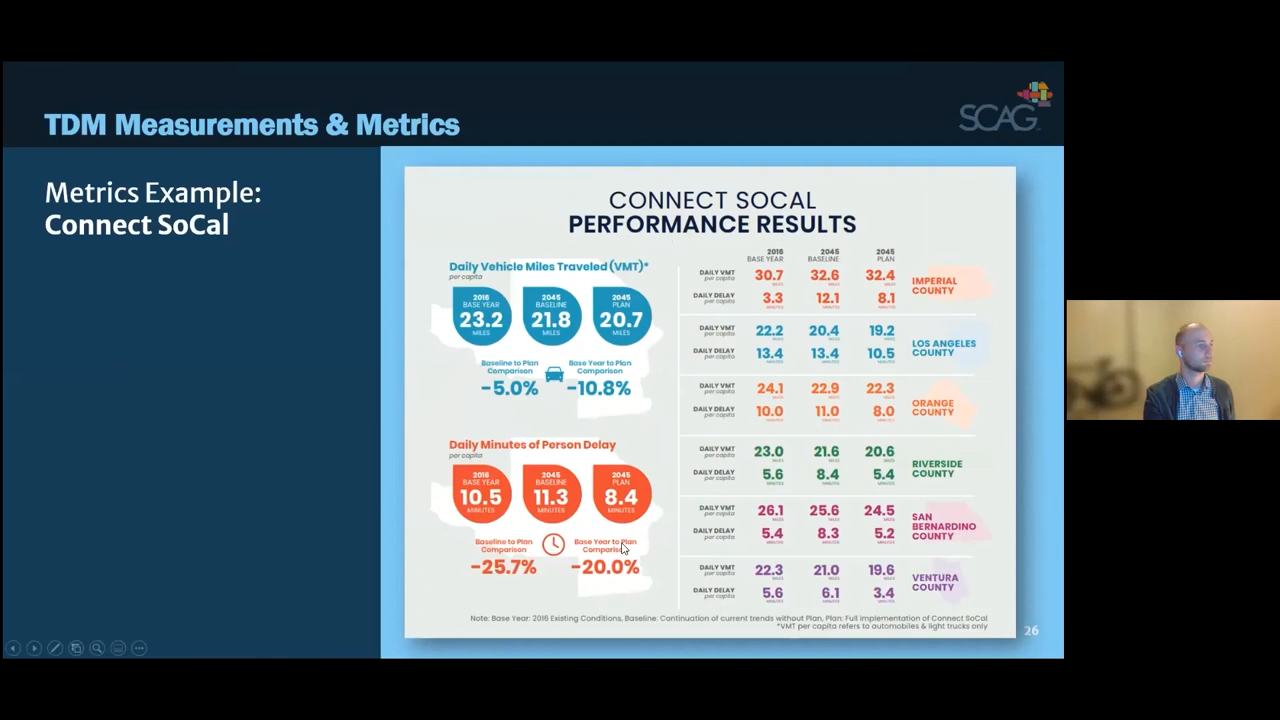 TDM Measurements & Metrics
SCAG
Metrics Example:
Connect SoCal
CONNECT SOCAL
PERFORMANCE RESULTS
Daily Vehicle Miles Traveled (VMT)*
per capita
2016 BASE YEAR 23.2 MILES
2045 BASELINE 21.8 MILES
2045 PLAN 20.7 MILES
Baseline to Plan Comparison
-5.0%
Base Year to Plan Comparison
-10.8%
Daily Minutes of Person Delay
per capita
2016 BASE YEAR 10.5 MINUTES
2045 BASELINE 11.3 MINUTES
2045 PLAN 8.4 MINUTES
Baseline to Plan Comparison
-25.7%
Base Year to Plan Comparison
-20.0%
2016 BASE YEAR 2045 BASELINE 2045 PLAN
DAILY VMT per capita 30.7 MILES 32.6 MILES 32.4 MILES
DAILY DELAY per capita 3.3 MINUTES 12.1 MINUTES 8.1 MINUTES
IMPERIAL COUNTY
DAILY VMT per capita 22.2 MILES 20.4 MILES 19.2 MILES
DAILY DELAY per capita 13.4 MINUTES 13.4 MINUTES 10.5 MINUTES
LOS ANGELES COUNTY
DAILY VMT per capita 24.1 MILES 22.9 MILES 22.3 MILES
DAILY DELAY per capita 10.0 MINUTES 11.0 MINUTES 8.0 MINUTES
ORANGE COUNTY
DAILY VMT per capita 23.0 MILES 21.6 MILES 20.6 MILES
DAILY DELAY per capita 5.6 MINUTES 8.4 MINUTES 5.4 MINUTES
RIVERSIDE COUNTY
DAILY VMT per capita 26.1 MILES 25.6 MILES 24.5 MILES
DAILY DELAY per capita 5.4 MINUTES 8.3 MINUTES 5.2 MINUTES
SAN BERNARDINO COUNTY
DAILY VMT per capita 22.3 MILES 21.0 MILES 19.6 MILES
DAILY DELAY per capita 5.6 MINUTES 6.1 MINUTES 3.4 MINUTES
VENTURA COUNTY
Note: Base Year: 2016 Existing Conditions, Baseline: Continuation of current trends without Plan, Plan: Full implementation of Connect SoCal
*VMT per capita refers to automobiles & light trucks only
26